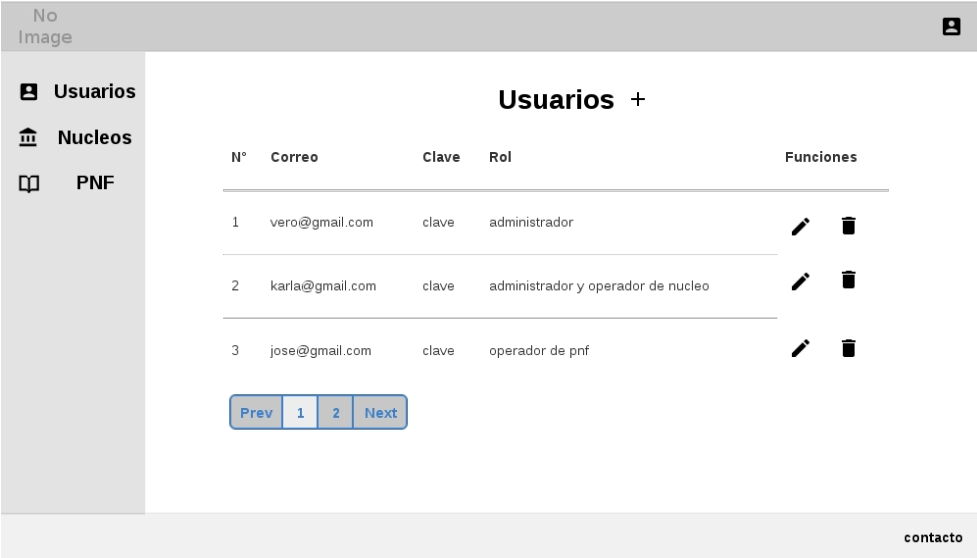 No
Image
Usuarios
Nucleos
PNF
Usuarios +
N° Correo Clave Rol Funciones
1 vero@gmail.com clave administrador
2 karla@gmail.com clave administrador y operador de nucleo
3 jose@gmail.com clave operador de pnf
Prev 1 2 Next
contacto